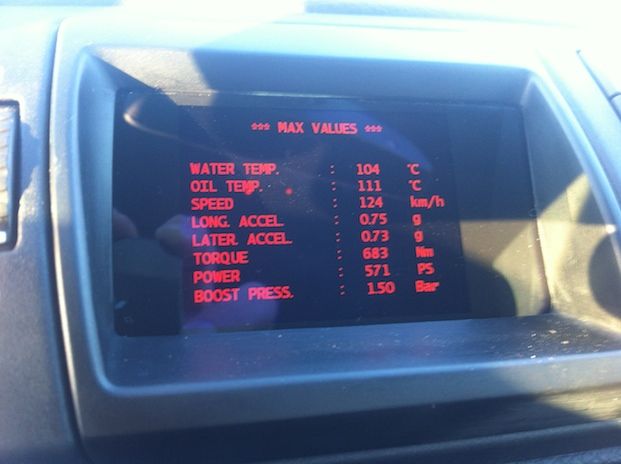 *** MAX VALUES ***
WATER TEMP. : 104 °C
OIL TEMP. : 111 °C
SPEED : 124 km/h
LONG. ACCEL. : 0.75 g
LATER. ACCEL. : 0.73 g
TORQUE : 683 Nm
POWER : 571 PS
BOOST PRESS. : 1.50 Bar